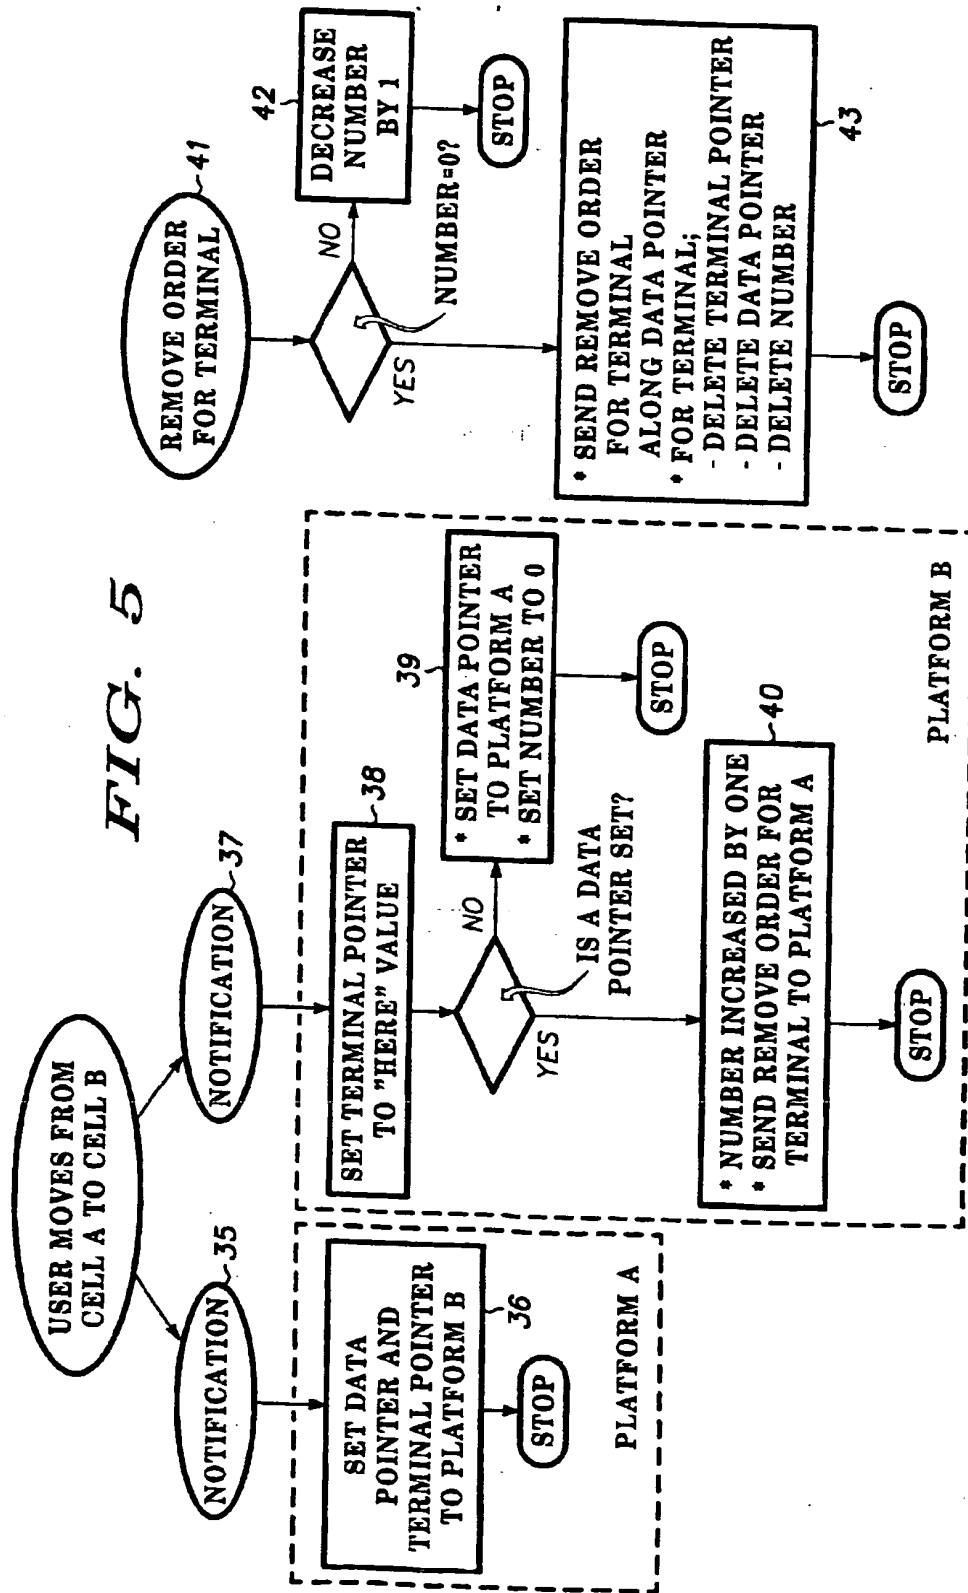 FIG. 5
USER MOVES FROM
CELL A TO CELL B
NOTIFICATION
35
SET DATA
POINTER AND
TERMINAL POINTER
TO PLATFORM B
36
STOP
PLATFORM A
NOTIFICATION
37
SET TERMINAL POINTER
TO "HERE" VALUE
38
NO
YES
IS A DATA
POINTER SET?
39
* SET DATA POINTER
TO PLATFORM A
* SET NUMBER TO 0
STOP
* NUMBER INCREASED BY ONE
* SEND REMOVE ORDER FOR
TERMINAL TO PLATFORM A
40
STOP
PLATFORM B
REMOVE ORDER
FOR TERMINAL
41
NO
YES
NUMBER=0?
42
DECREASE
NUMBER
BY 1
STOP
* SEND REMOVE ORDER
FOR TERMINAL
ALONG DATA POINTER
* FOR TERMINAL;
- DELETE TERMINAL POINTER
- DELETE DATA POINTER
- DELETE NUMBER
43
STOP